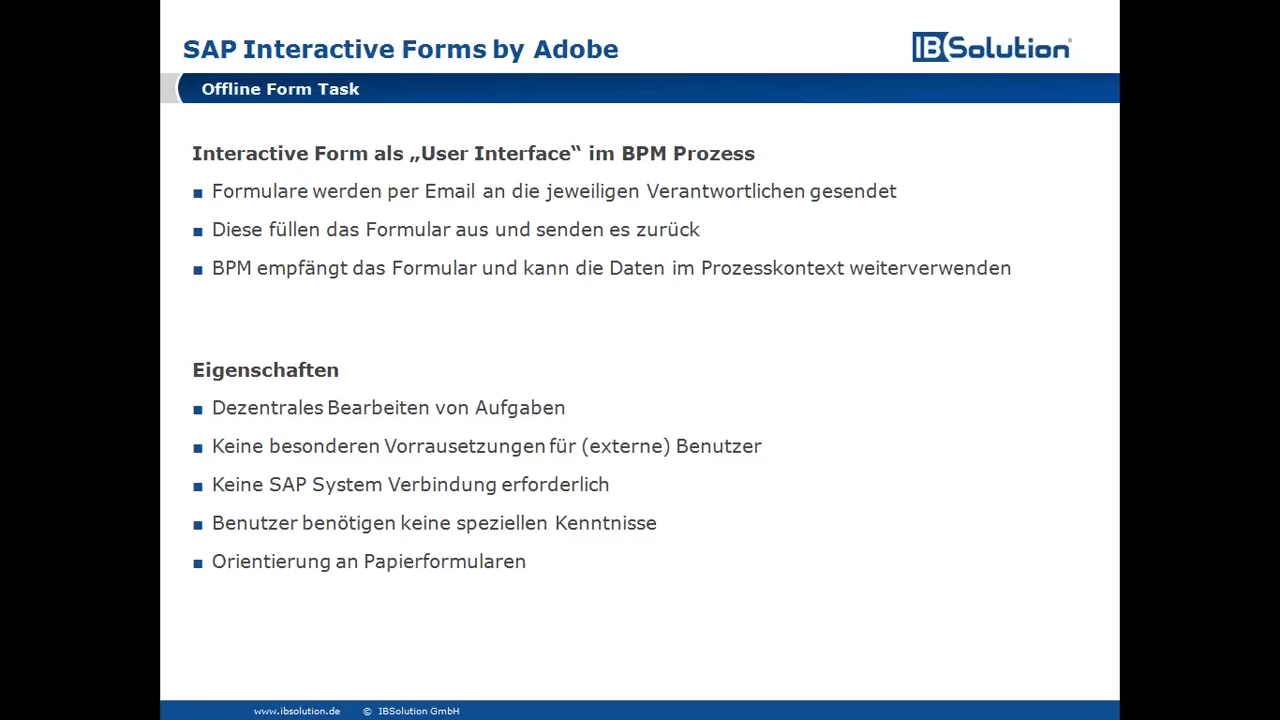 SAP Interactive Forms by Adobe
IBSolution
Offline Form Task
Interactive Form als „User Interface“ im BPM Prozess
Formulare werden per Email an die jeweiligen Verantwortlichen gesendet
Diese füllen das Formular aus und senden es zurück
BPM empfängt das Formular und kann die Daten im Prozesskontext weiterverwenden
Eigenschaften
Dezentrales Bearbeiten von Aufgaben
Keine besonderen Vorrausetzungen für (externe) Benutzer
Keine SAP System Verbindung erforderlich
Benutzer benötigen keine speziellen Kenntnisse
Orientierung an Papierformularen
www.ibsolution.de © IBSolution GmbH